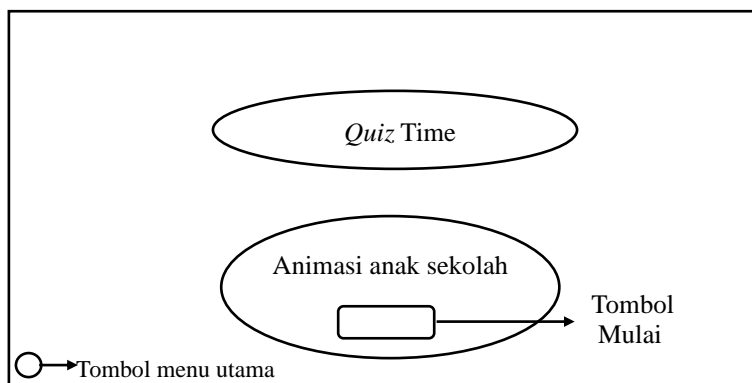 Quiz Time
Animasi anak sekolah
Tombol
Mulai
Tombol menu utama